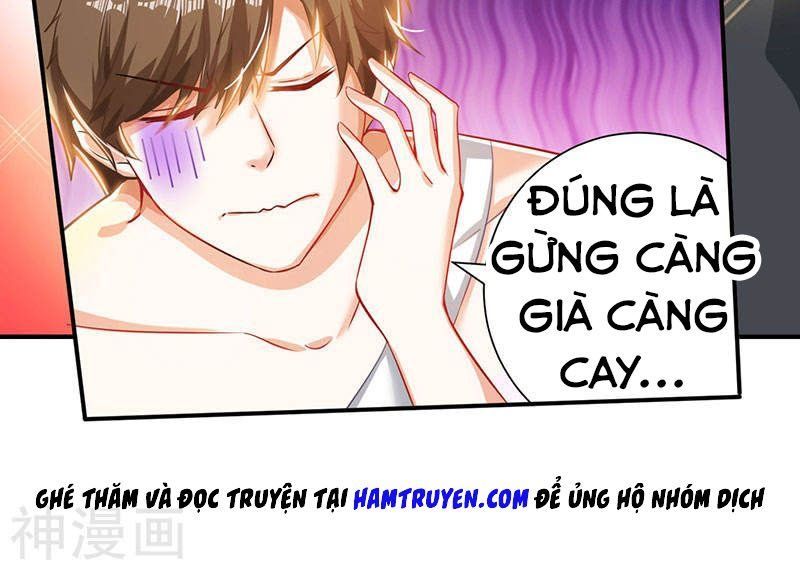 ĐÚNG LÀ
GỪNG CÀNG
GIÀ CÀNG
CAY...
GHÉ THĂM VÀ ĐỌC TRUYỆN TẠI HAMTRUYEN.COM ĐỂ ỦNG HỘ NHÓM DỊCH
神漫画